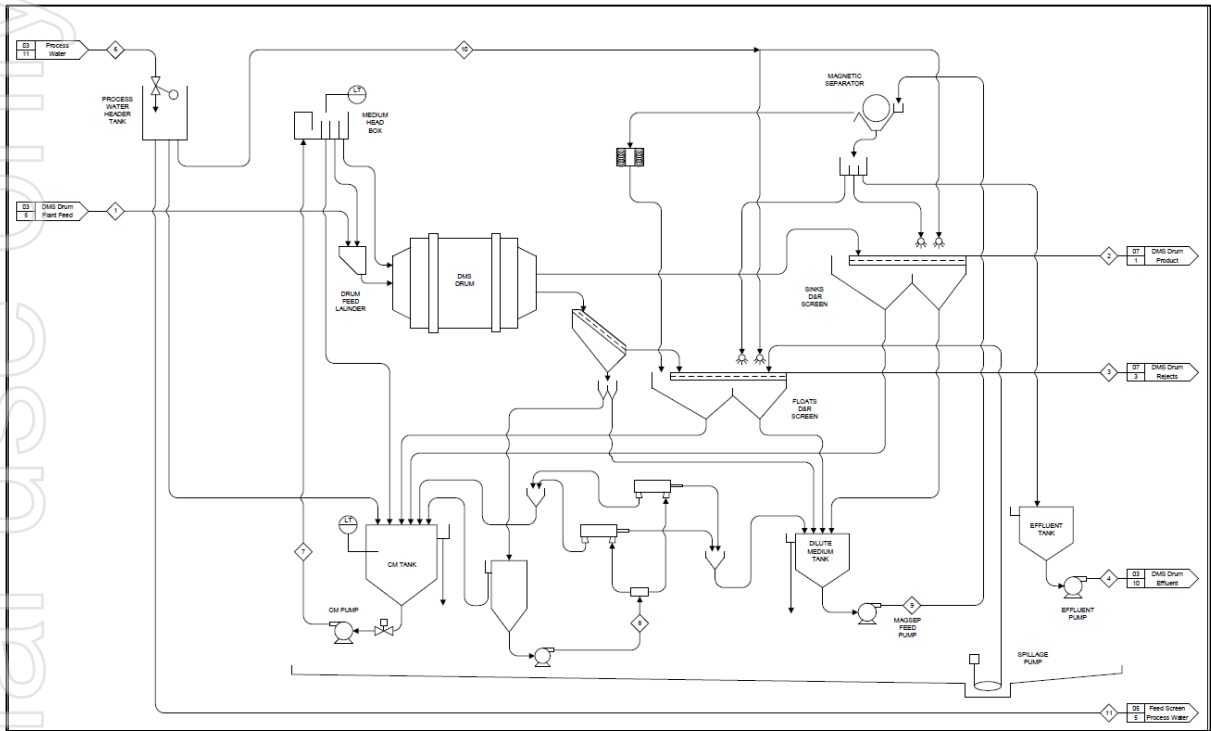 03
11
Process
Water
6
10
PROCESS
WATER
HEADER
TANK
LT
MEDIUM
HEAD
BOX
MAGNETIC
SEPARATOR
03
6
DMS Drum
Plant Feed
1
DRUM
FEED
LAUNDER
DMS
DRUM
SINKS
D&R
SCREEN
2
07
1
DMS Drum
Product
FLOATS
D&R
SCREEN
3
07
3
DMS Drum
Rejects
LT
CM TANK
7
CM PUMP
8
DILUTE
MEDIUM
TANK
9
MAGSEP
FEED
PUMP
EFFLUENT
TANK
4
03
10
DMS Drum
Effluent
EFFLUENT
PUMP
SPILLAGE
PUMP
11
05
5
Feed Screen
Process Water